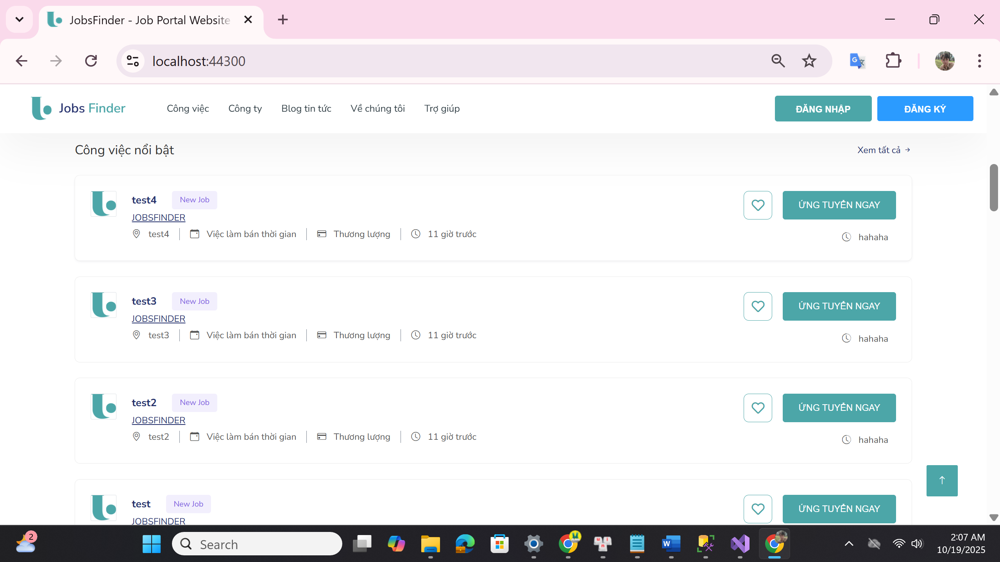 JobsFinder - Job Portal Website
localhost:44300
Jobs Finder
Công việc
Công ty
Blog tin tức
Về chúng tôi
Trợ giúp
ĐĂNG NHẬP
ĐĂNG KÝ
Công việc nổi bật
Xem tất cả
test4
New Job
ỨNG TUYỂN NGAY
JOBSFINDER
test4
Việc làm bán thời gian
Thương lượng
11 giờ trước
hahaha
test3
New Job
ỨNG TUYỂN NGAY
JOBSFINDER
test3
Việc làm bán thời gian
Thương lượng
11 giờ trước
hahaha
test2
New Job
ỨNG TUYỂN NGAY
JOBSFINDER
test2
Việc làm bán thời gian
Thương lượng
11 giờ trước
hahaha
test
New Job
ỨNG TUYỂN NGAY
JOBSFINDER
2
Search
2:07 AM
10/19/2025